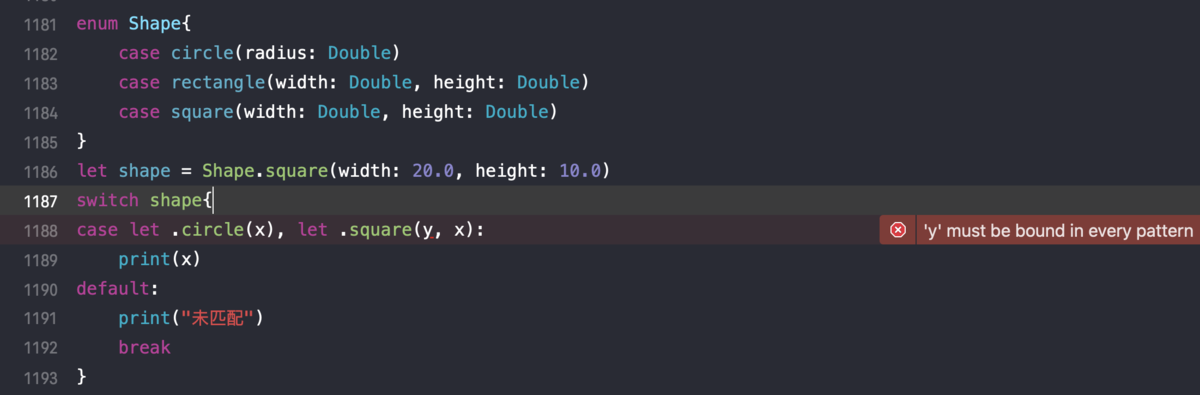 1181 enum Shape{
1182 case circle(radius: Double)
1183 case rectangle(width: Double, height: Double)
1184 case square(width: Double, height: Double)
1185 }
1186 let shape = Shape.square(width: 20.0, height: 10.0)
1187 switch shape{
1188 case let .circle(x), let .square(y, x): 'y' must be bound in every pattern
1189 print(x)
1190 default:
1191 print("未匹配")
1192 break
1193 }